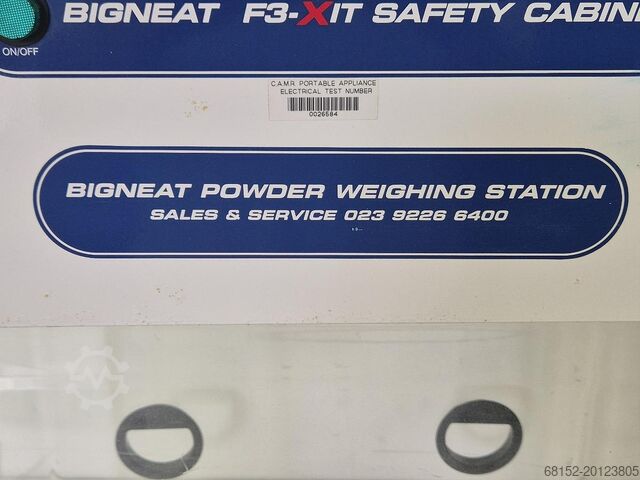 BIGNEAT F3-XIT SAFETY CABIN
ON/OFF
C.A.M.R. PORTABLE APPLIANCE
ELECTRICAL TEST NUMBER
0026584
BIGNEAT POWDER WEIGHING STATION
SALES & SERVICE 023 9226 6400
68152-20123805